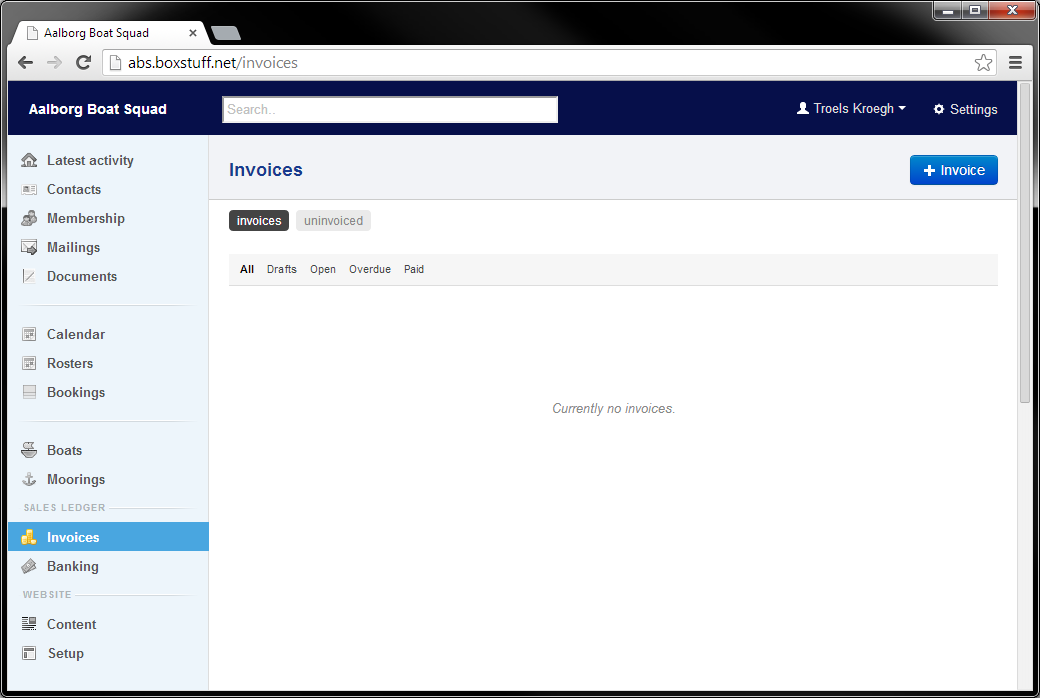 Aalborg Boat Squad
abs.boxstuff.net/invoices
Aalborg Boat Squad
Search..
Troels Kroegh
Settings
Latest activity
Contacts
Membership
Mailings
Documents
Calendar
Rosters
Bookings
Boats
Moorings
SALES LEDGER
Invoices
Banking
WEBSITE
Content
Setup
Invoices
+ Invoice
invoices uninvoiced
All Drafts Open Overdue Paid
Currently no invoices.